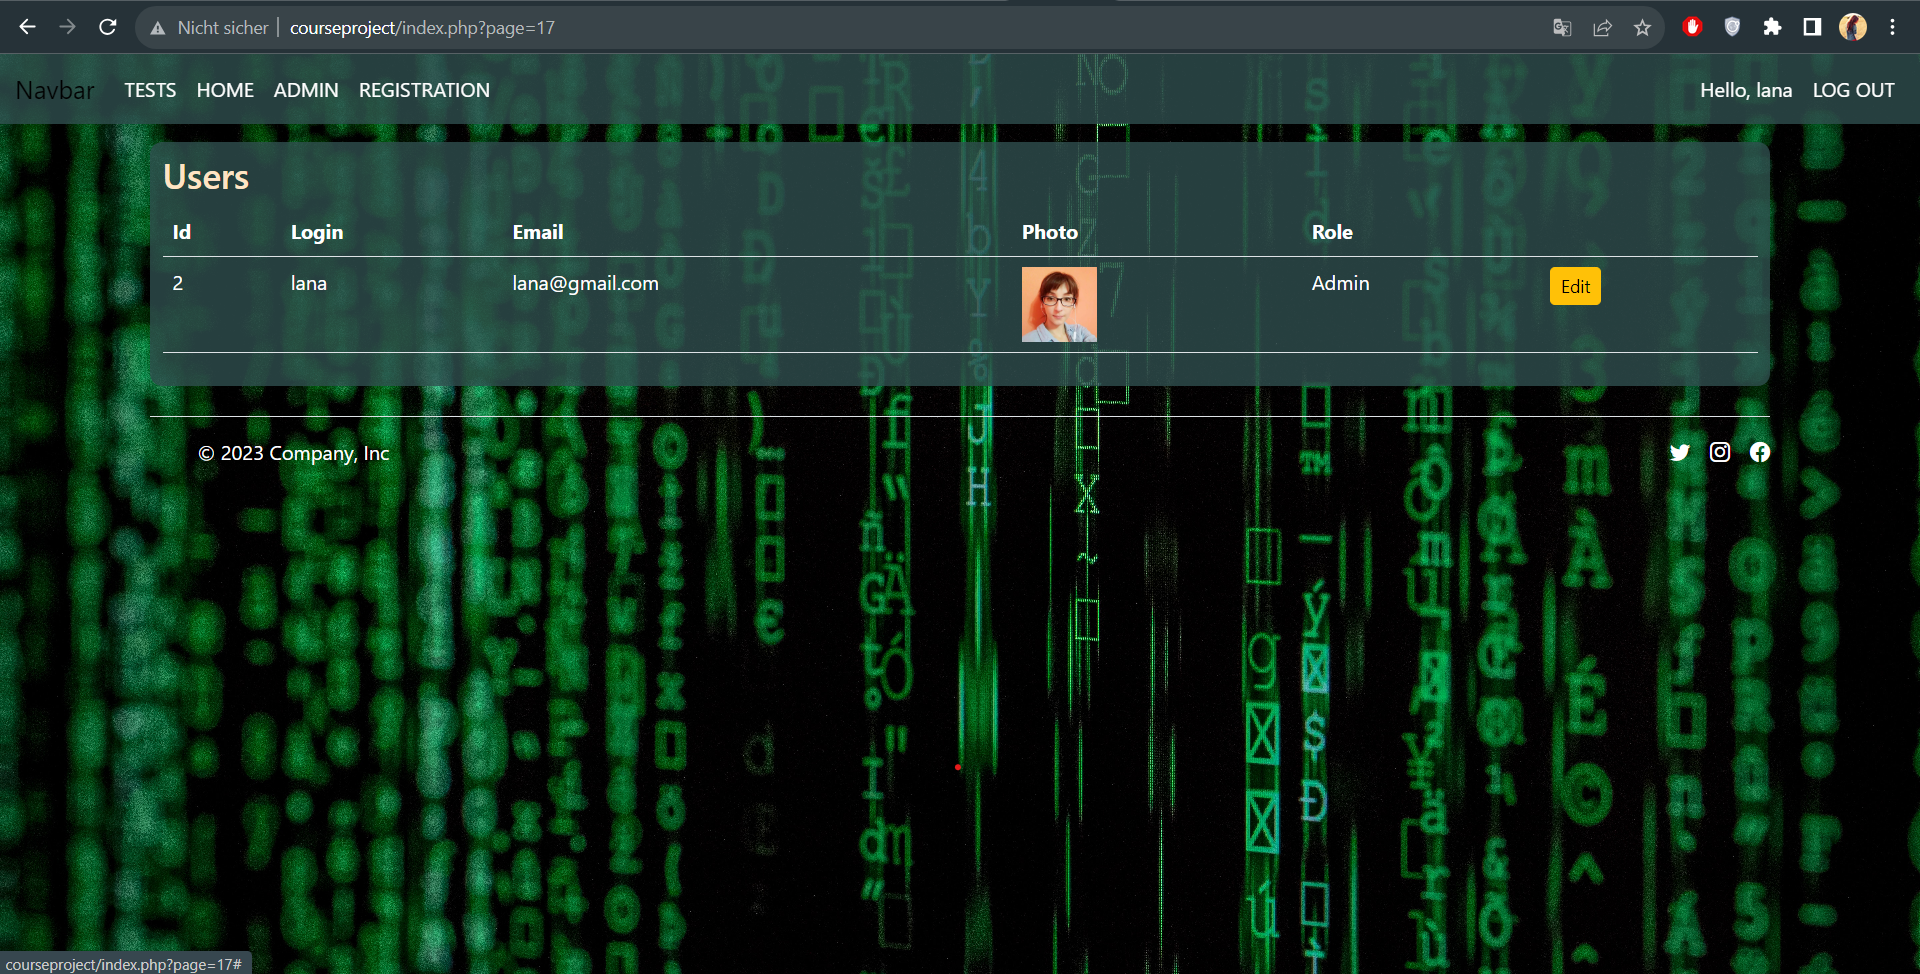 Nicht sicher | courseproject/index.php?page=17
Navbar TESTS HOME ADMIN REGISTRATION Hello, lana LOG OUT
Users
Id Login Email Photo Role
2 lana lana@gmail.com Admin Edit
© 2023 Company, Inc
courseproject/index.php?page=17#